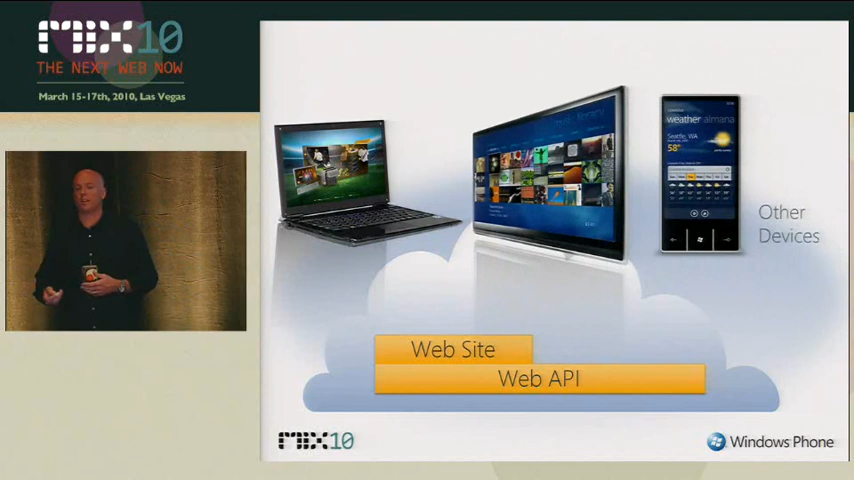 MIX10
THE NEXT WEB NOW
March 15-17th, 2010, Las Vegas
weather almana
Seattle, WA
58°
Other
Devices
Web Site
Web API
MIX10
Windows Phone